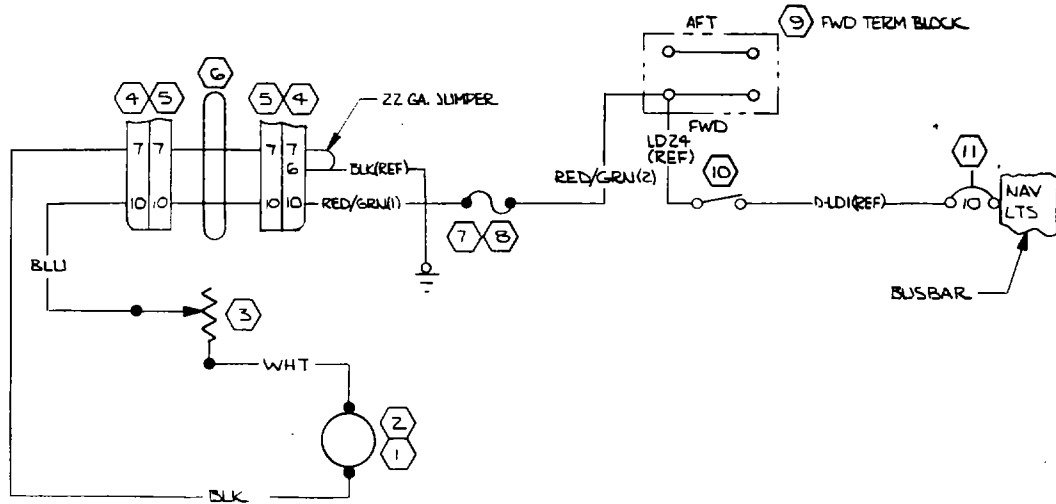 AFT
9 FWD TERM BLOCK
6
4 5
5 4
22 GA. JUMPER
7 7
7 7
6
BLK(REF)
FWD
LD24
(REF)
10 10
10 10
RED/GRN(1)
RED/GRN(2)
10
11
D-LD1(REF)
10
NAV
LTS
7 8
BLU
BUSBAR
3
WHT
2
1
BLK